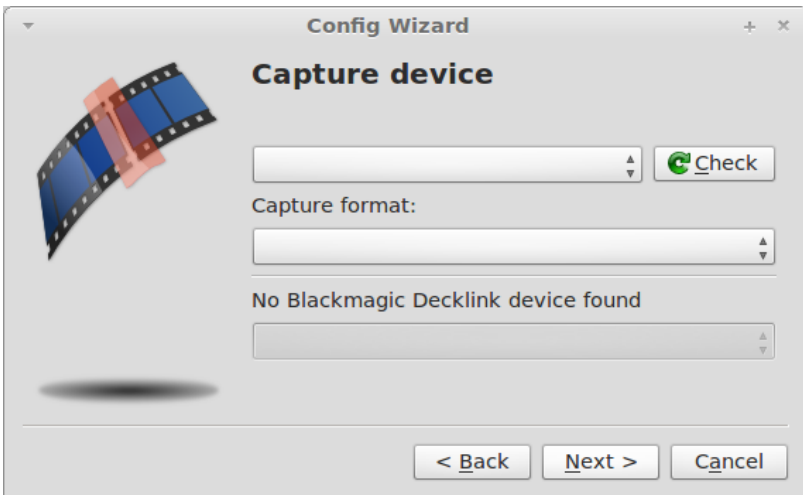 Config Wizard
Capture device
Check
Capture format:
No Blackmagic Decklink device found
< Back Next > Cancel